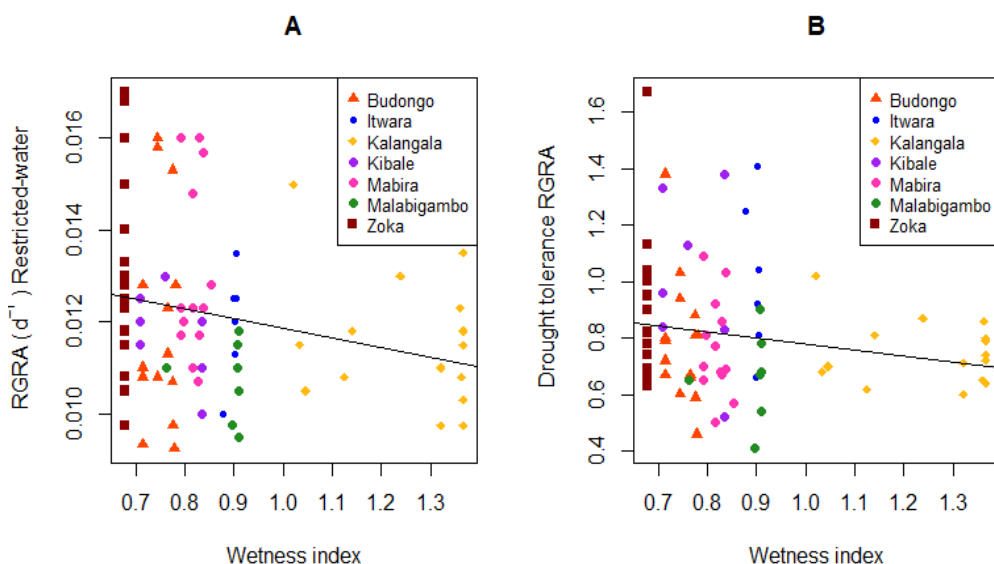 A
RGRA ( d⁻¹ ) Restricted-water
0.016
0.014
0.012
0.010
Budongo
Itwara
Kalangala
Kibale
Mabira
Malabigambo
Zoka
0.7 0.8 0.9 1.0 1.1 1.2 1.3
Wetness index
B
Drought tolerance RGRA
1.6
1.4
1.2
1.0
0.8
0.6
0.4
Budongo
Itwara
Kalangala
Kibale
Mabira
Malabigambo
Zoka
0.7 0.8 0.9 1.0 1.1 1.2 1.3
Wetness index